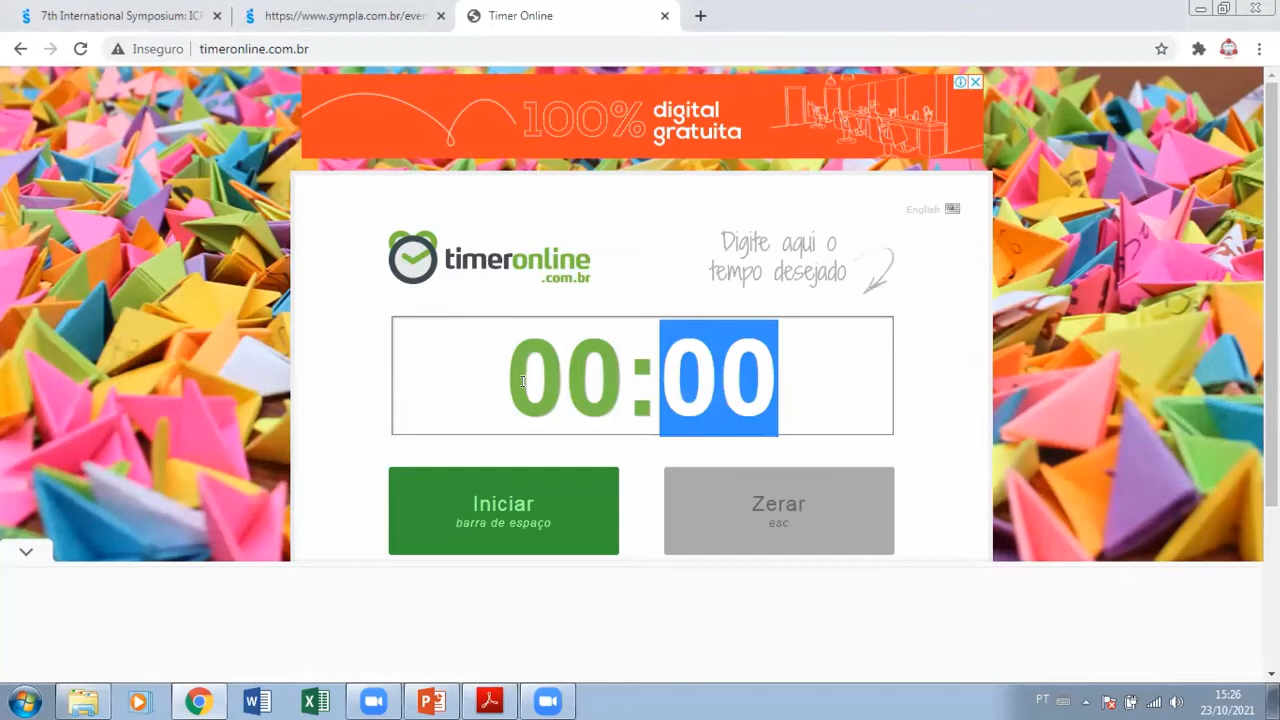 7th International Symposium: ICF
https://www.sympla.com.br/ever
Timer Online
Inseguro
timeronline.com.br
100% digital
gratuita
English
timeronline
.com.br
Digite aqui o
tempo desejado
00:00
Iniciar
barra de espaço
Zerar
esc
PT
15:26
23/10/2021